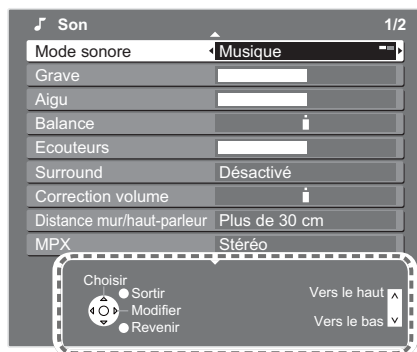 Son 1/2
Mode sonore Musique
Grave
Aigu
Balance
Ecouteurs
Surround Désactivé
Correction volume
Distance mur/haut-parleur Plus de 30 cm
MPX Stéréo
Choisir
Sortir
Modifier
Revenir
Vers le haut
Vers le bas